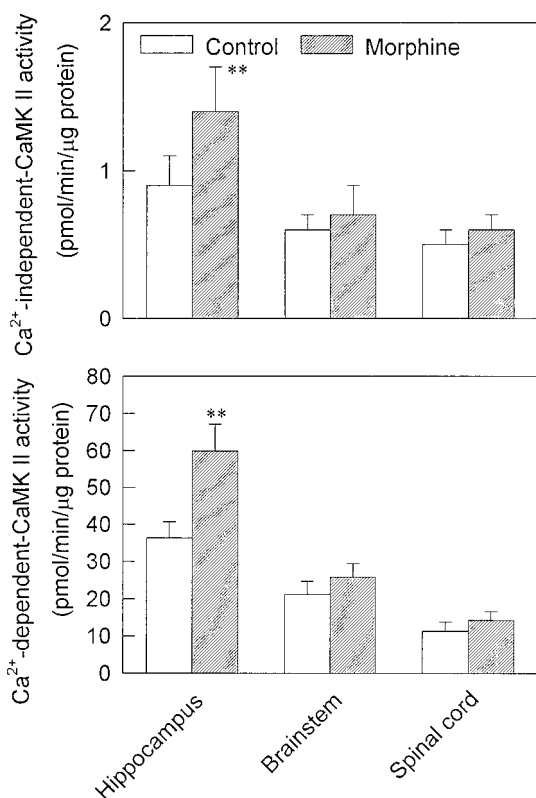 Ca²⁺-independent-CaMK II activity
(pmol/min/µg protein)
2
1
0
Control
Morphine
**
Ca²⁺-dependent-CaMK II activity
(pmol/min/µg protein)
80
70
60
50
40
30
20
10
0
**
Hippocampus
Brainstem
Spinal cord